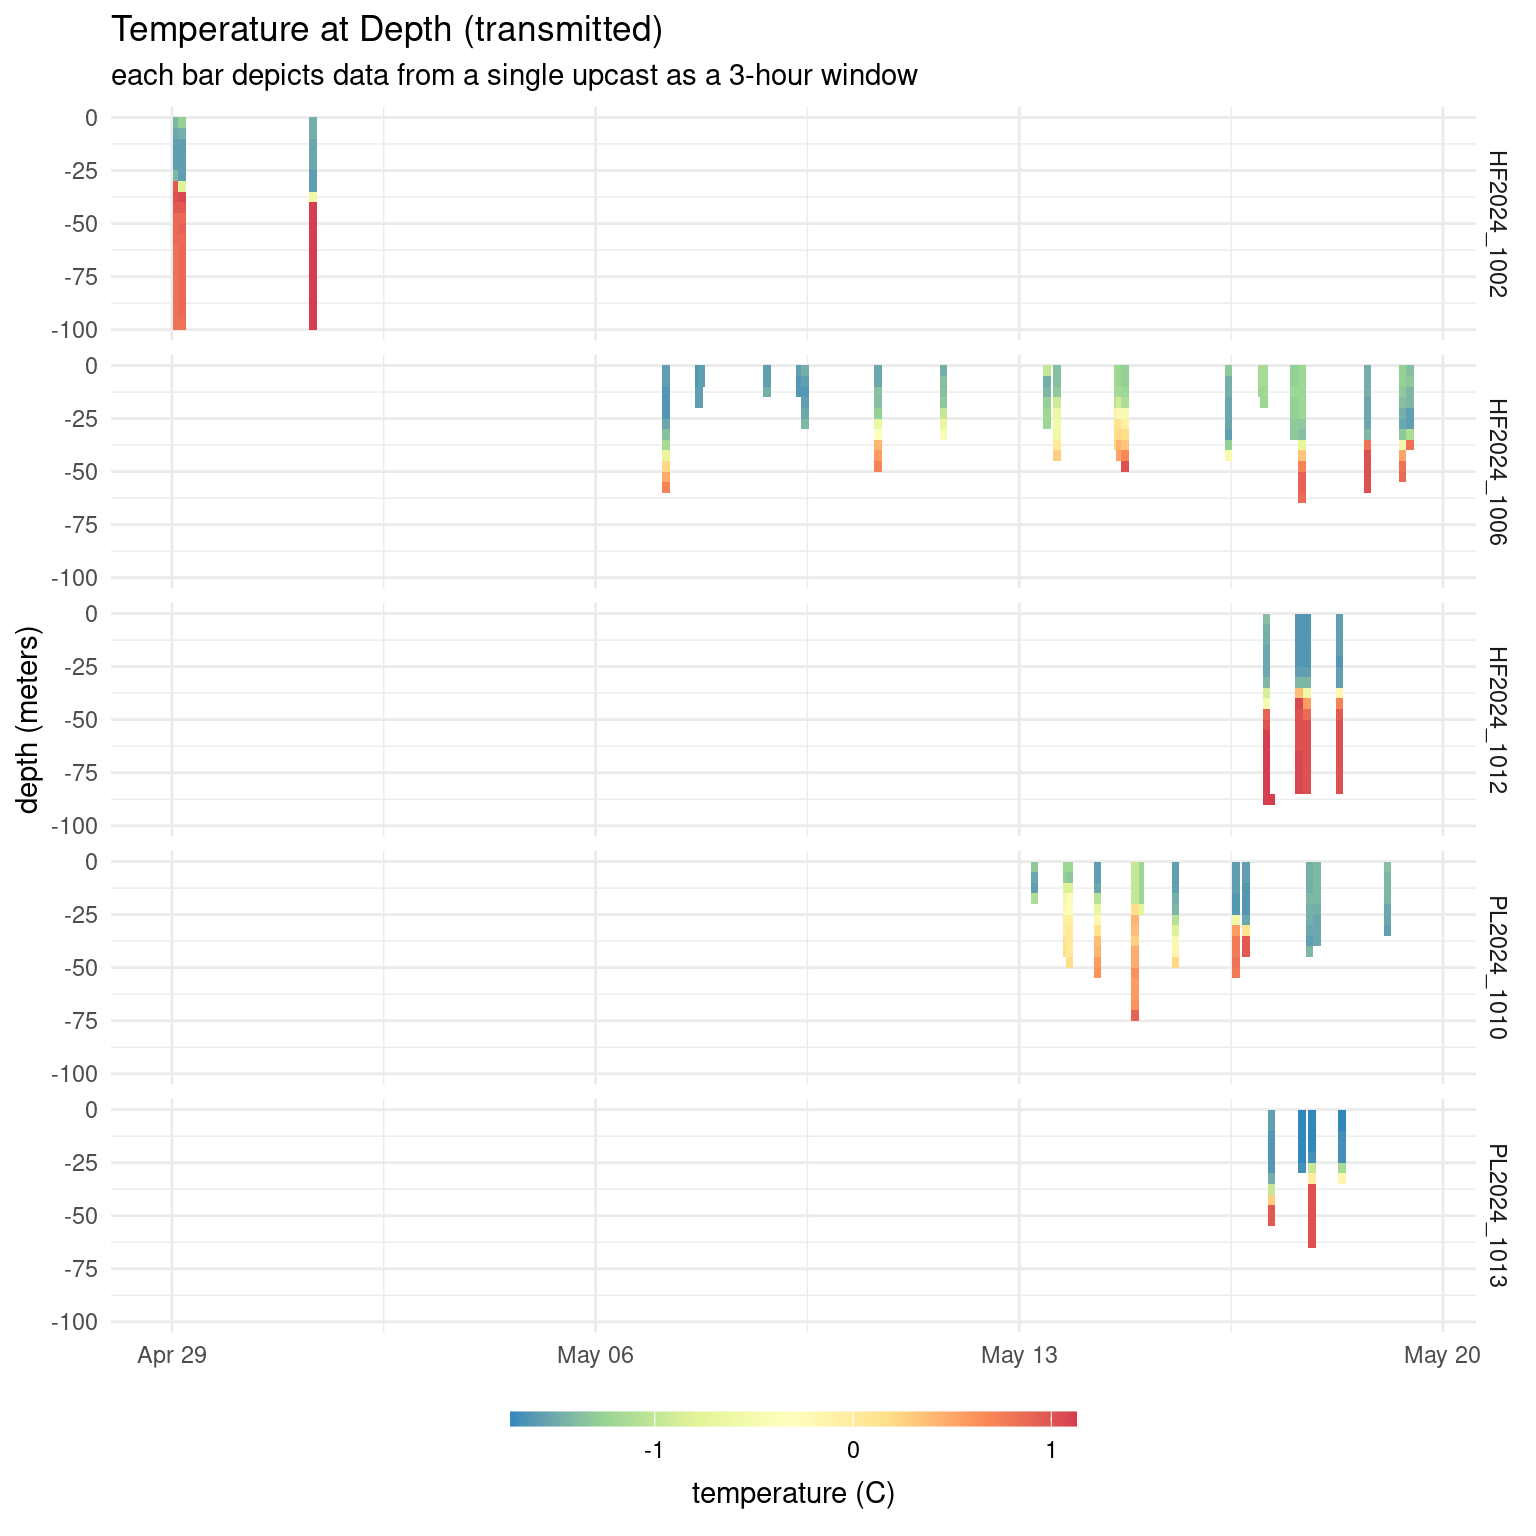 Temperature at Depth (transmitted)
each bar depicts data from a single upcast as a 3-hour window
0
-25
-50
-75
-100
HF2024_1002
0
-25
-50
-75
-100
HF2024_1006
depth (meters)
0
-25
-50
-75
-100
HF2024_1012
0
-25
-50
-75
-100
PL2024_1010
0
-25
-50
-75
-100
PL2024_1013
Apr 29 May 06 May 13 May 20
-1 0 1
temperature (C)